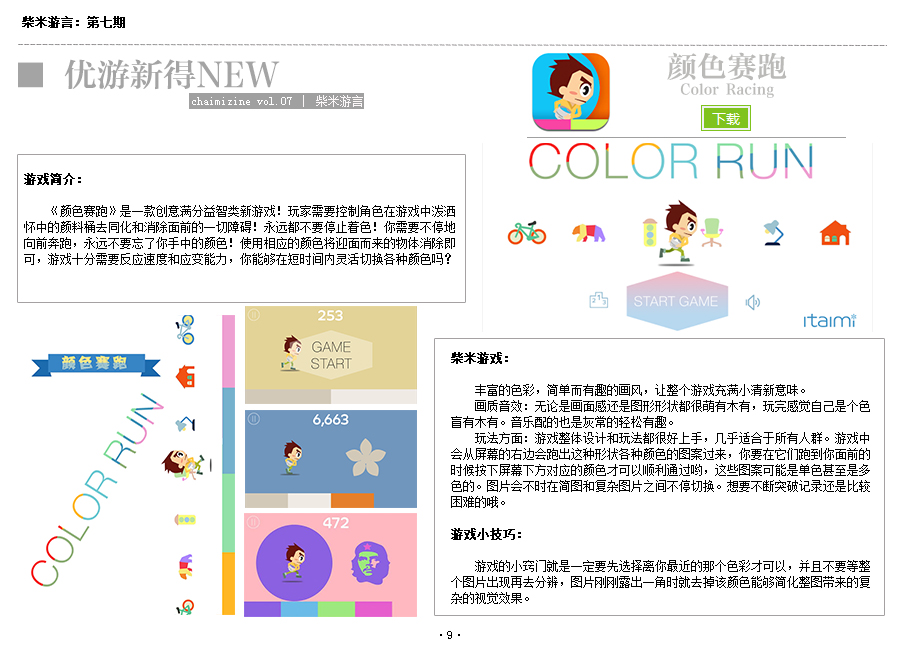 柴米游言：第七期
优游新得NEW
chaimizine vol.07 | 柴米游言
颜色赛跑
Color Racing
下载
COLOR RUN
START GAME
itaimi
游戏简介：
《颜色赛跑》是一款创意满分益智类新游戏！玩家需要控制角色在游戏中泼洒
怀中的颜料桶去同化和消除面前的一切障碍！永远都不要停止着色！你需要不停地
向前奔跑，永远不要忘了你手中的颜色！使用相应的颜色将迎面而来的物体消除即
可，游戏十分需要反应速度和应变能力，你能够在短时间内灵活切换各种颜色吗？
颜色赛跑
COLOR RUN
253
GAME
START
6,663
472
柴米游戏：
丰富的色彩，简单而有趣的画风，让整个游戏充满小清新意味。
画质音效：无论是画面感还是图形形状都很萌有木有，玩完感觉自己是个色
盲有木有。音乐配的也是灰常的轻松有趣。
玩法方面：游戏整体设计和玩法都很好上手，几乎适合于所有人群。游戏中
会从屏幕的右边会跑出这种形状各种颜色的图案过来，你要在它们跑到你面前的
时候按下屏幕下方对应的颜色才可以顺利通过哟，这些图案可能是单色甚至是多
色的。图片会不时在简图和复杂图片之间不停切换。想要不断突破记录还是比较
困难的哦。
游戏小技巧：
游戏的小窍门就是一定要先选择离你最近的那个色彩才可以，并且不要等整
个图片出现再去分辨，图片刚刚露出一角时就去掉该颜色能够简化整图带来的复
杂的视觉效果。
· 9 ·